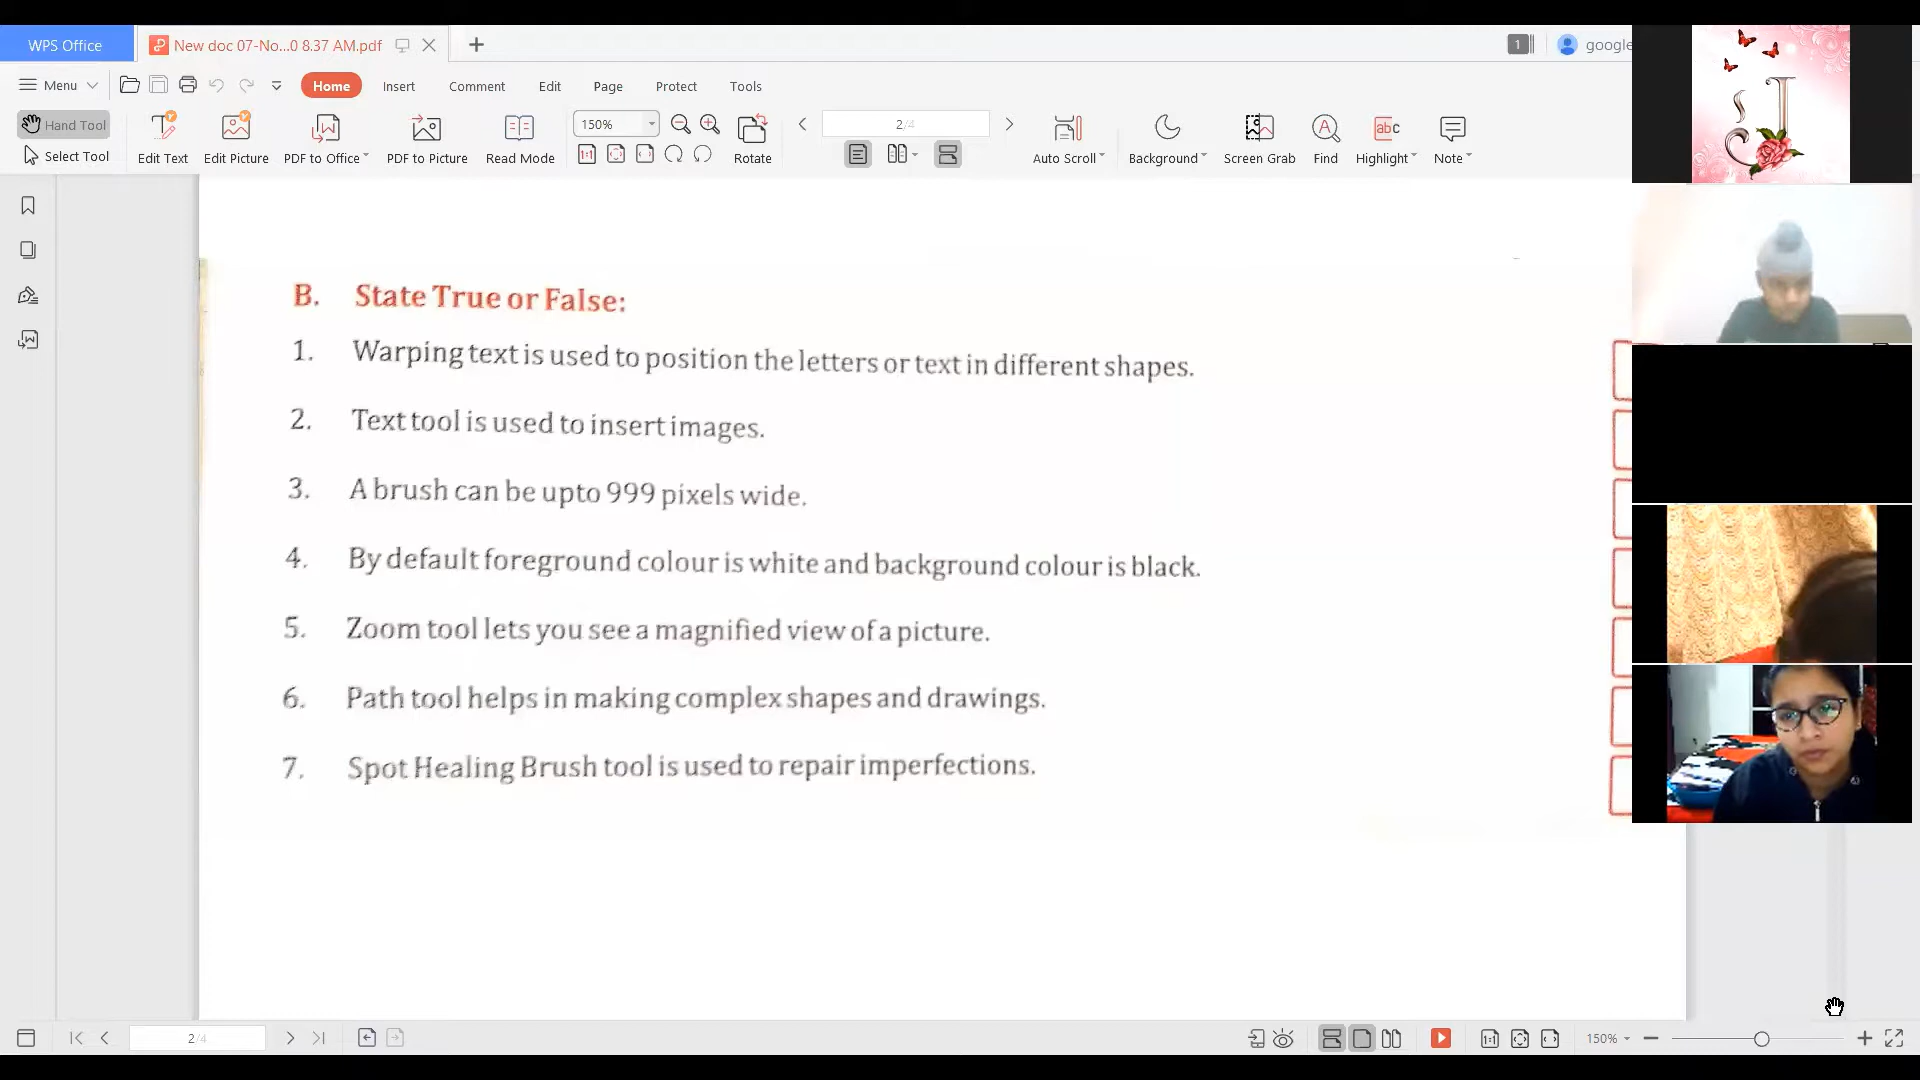 WPS Office
New doc 07-No...0 8.37 AM.pdf
1
google
Menu
Home
Insert
Comment
Edit
Page
Protect
Tools
Hand Tool
Select Tool
Edit Text
Edit Picture
PDF to Office
PDF to Picture
Read Mode
150%
Rotate
2/4
Auto Scroll
Background
Screen Grab
Find
Highlight
Note
B. State True or False:
1. Warping text is used to position the letters or text in different shapes.
2. Text tool is used to insert images.
3. A brush can be upto 999 pixels wide.
4. By default foreground colour is white and background colour is black.
5. Zoom tool lets you see a magnified view of a picture.
6. Path tool helps in making complex shapes and drawings.
7. Spot Healing Brush tool is used to repair imperfections.
2/4
150%